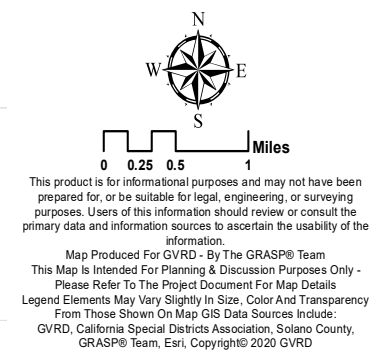 N
W E
S
Miles
0 0.25 0.5 1
This product is for informational purposes and may not have been
prepared for, or be suitable for legal, engineering, or surveying
purposes. Users of this information should review or consult the
primary data and information sources to ascertain the usability of the
information.
Map Produced For GVRD - By The GRASP® Team
This Map Is Intended For Planning & Discussion Purposes Only -
Please Refer To The Project Document For Map Details
Legend Elements May Vary Slightly In Size, Color And Transparency
From Those Shown On Map GIS Data Sources Include:
GVRD, California Special Districts Association, Solano County,
GRASP® Team, Esri, Copyright© 2020 GVRD